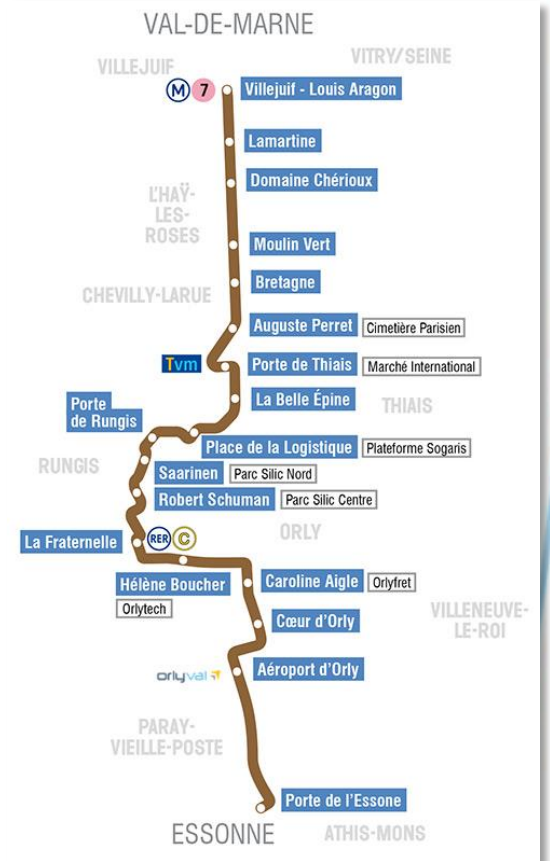 VAL-DE-MARNE
VILLEJUIF
VITRY/SEINE
M 7
Villejuif - Louis Aragon
Lamartine
Domaine Chérioux
L'HAŸ-
LES-
ROSES
Moulin Vert
Bretagne
CHEVILLY-LARUE
Auguste Perret
Cimetière Parisien
Tvm
Porte de Thiais
Marché International
La Belle Épine
Porte
de Rungis
THIAIS
Place de la Logistique
Plateforme Sogaris
RUNGIS
Saarinen
Parc Silic Nord
Robert Schuman
Parc Silic Centre
La Fraternelle
RER C
ORLY
Hélène Boucher
Orlytech
Caroline Aigle
Orlyfret
Cœur d'Orly
VILLENEUVE-
LE-ROI
orlyval
Aéroport d'Orly
PARAY-
VIEILLE-POSTE
Porte de l'Essone
ESSONNE
ATHIS-MONS